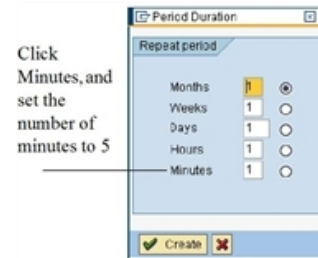 Period Duration
Repeat period
Click
Minutes, and
set the
number of
minutes to 5
Months 1
Weeks 1
Days 1
Hours 1
Minutes 1
Create